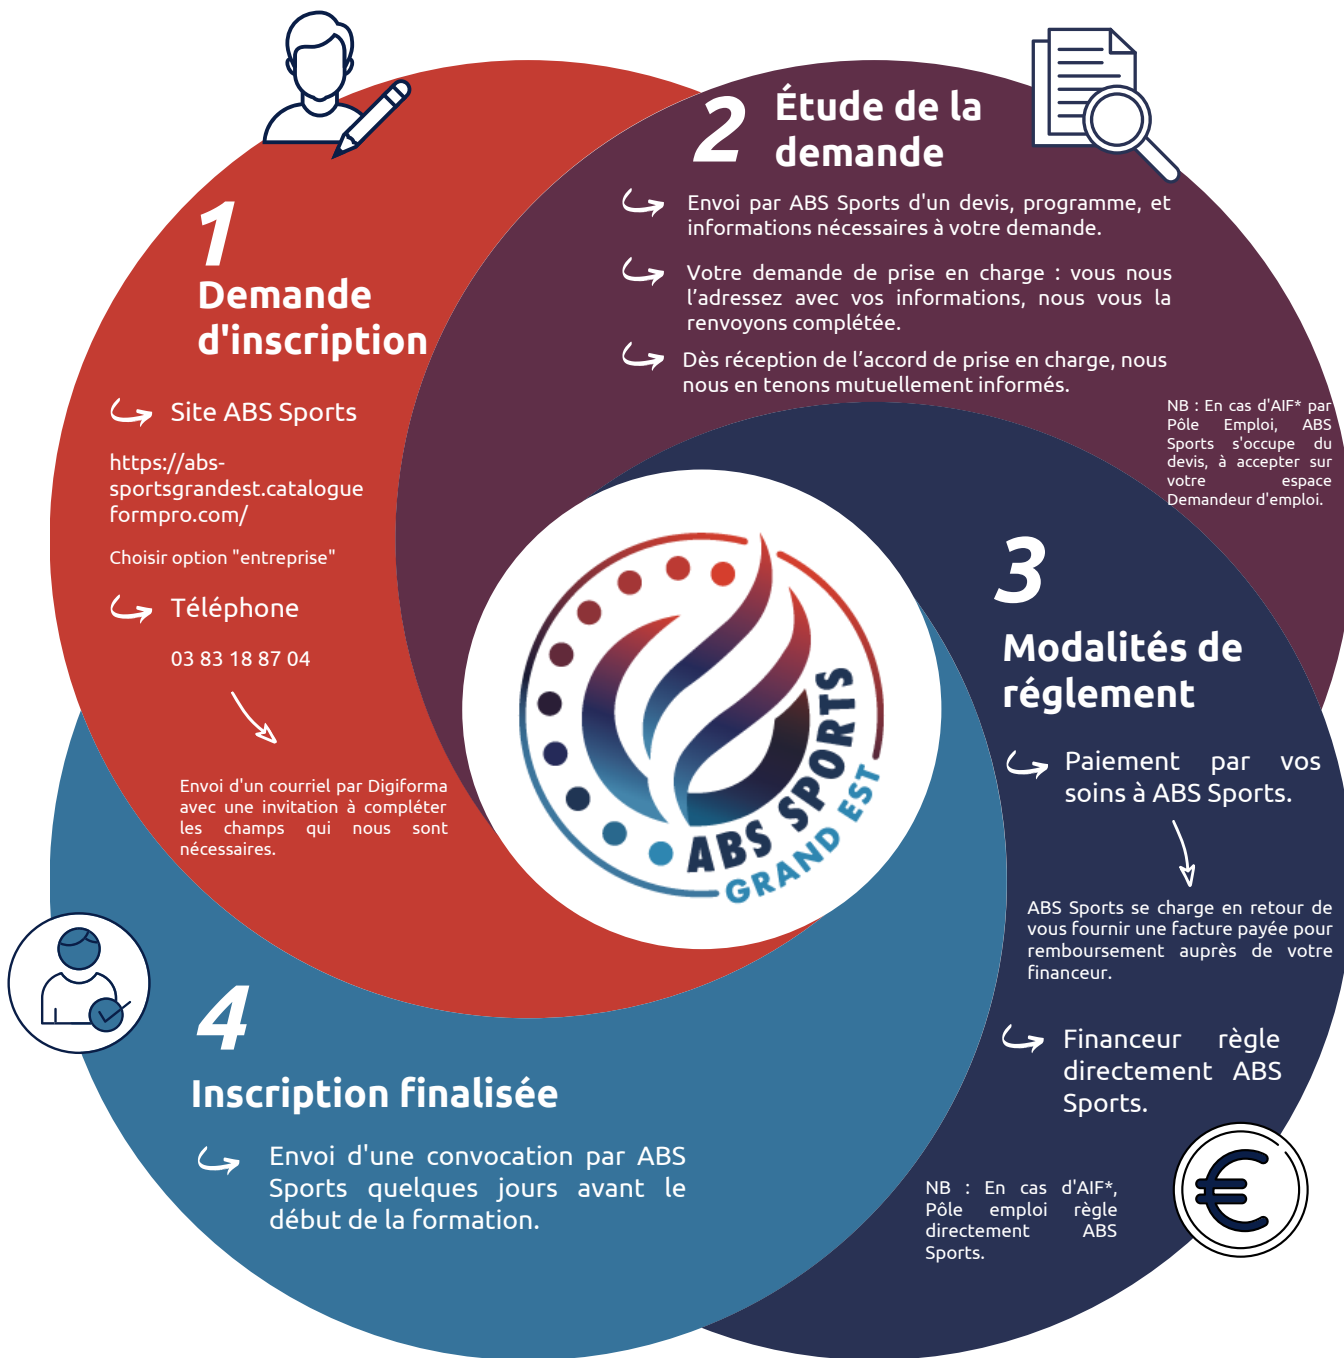 1
Demande
d'inscription
Site ABS Sports
https://abs-
sportsgrandest.catalogue
formpro.com/
Choisir option "entreprise"
Téléphone
03 83 18 87 04
Envoi d'un courriel par Digiforma
avec une invitation à compléter
les champs qui nous sont
nécessaires.
2
Étude de la
demande
Envoi par ABS Sports d'un devis, programme, et
informations nécessaires à votre demande.
Votre demande de prise en charge : vous nous
l’adressez avec vos informations, nous vous la
renvoyons complétée.
Dès réception de l’accord de prise en charge, nous
nous en tenons mutuellement informés.
NB : En cas d'AIF* par
Pôle Emploi, ABS
Sports s'occupe du
devis, à accepter sur
votre espace
Demandeur d'emploi.
3
Modalités de
réglement
Paiement par vos
soins à ABS Sports.
ABS Sports se charge en retour de
vous fournir une facture payée pour
remboursement auprès de votre
financeur.
Financeur règle
directement ABS
Sports.
NB : En cas d'AIF*,
Pôle emploi règle
directement ABS
Sports.
€
4
Inscription finalisée
Envoi d'une convocation par ABS
Sports quelques jours avant le
début de la formation.
ABS SPORTS
GRAND EST